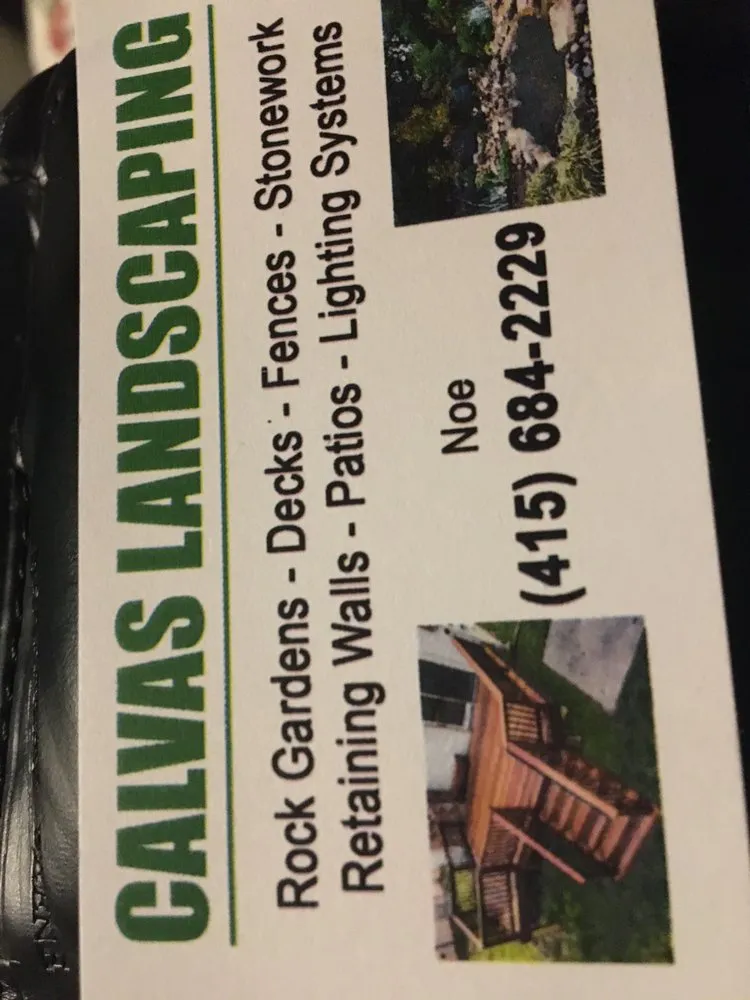 CALVAS LANDSCAPING
Rock Gardens - Decks - Fences - Stonework
Retaining Walls - Patios - Lighting Systems
Noe
(415) 684-2229